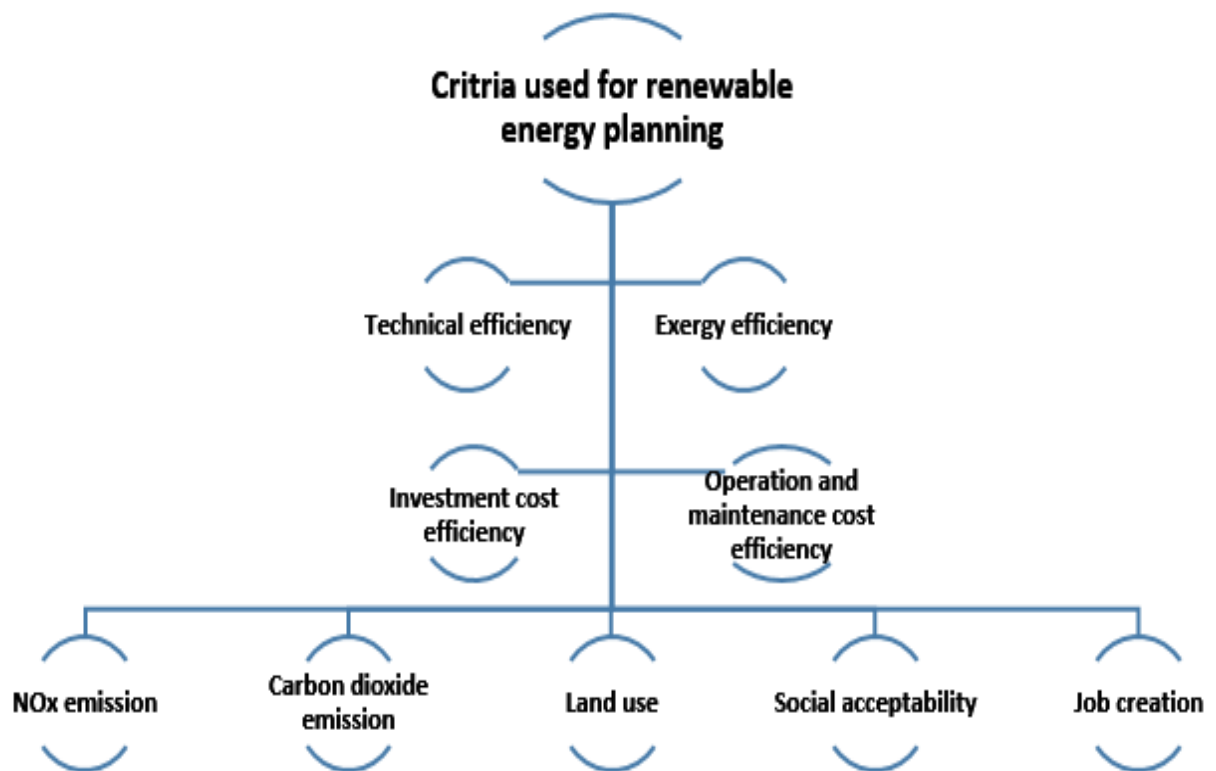 Critria used for renewable
energy planning
Technical efficiency
Exergy efficiency
Investment cost
efficiency
Operation and
maintenance cost
efficiency
NOx emission
Carbon dioxide
emission
Land use
Social acceptability
Job creation